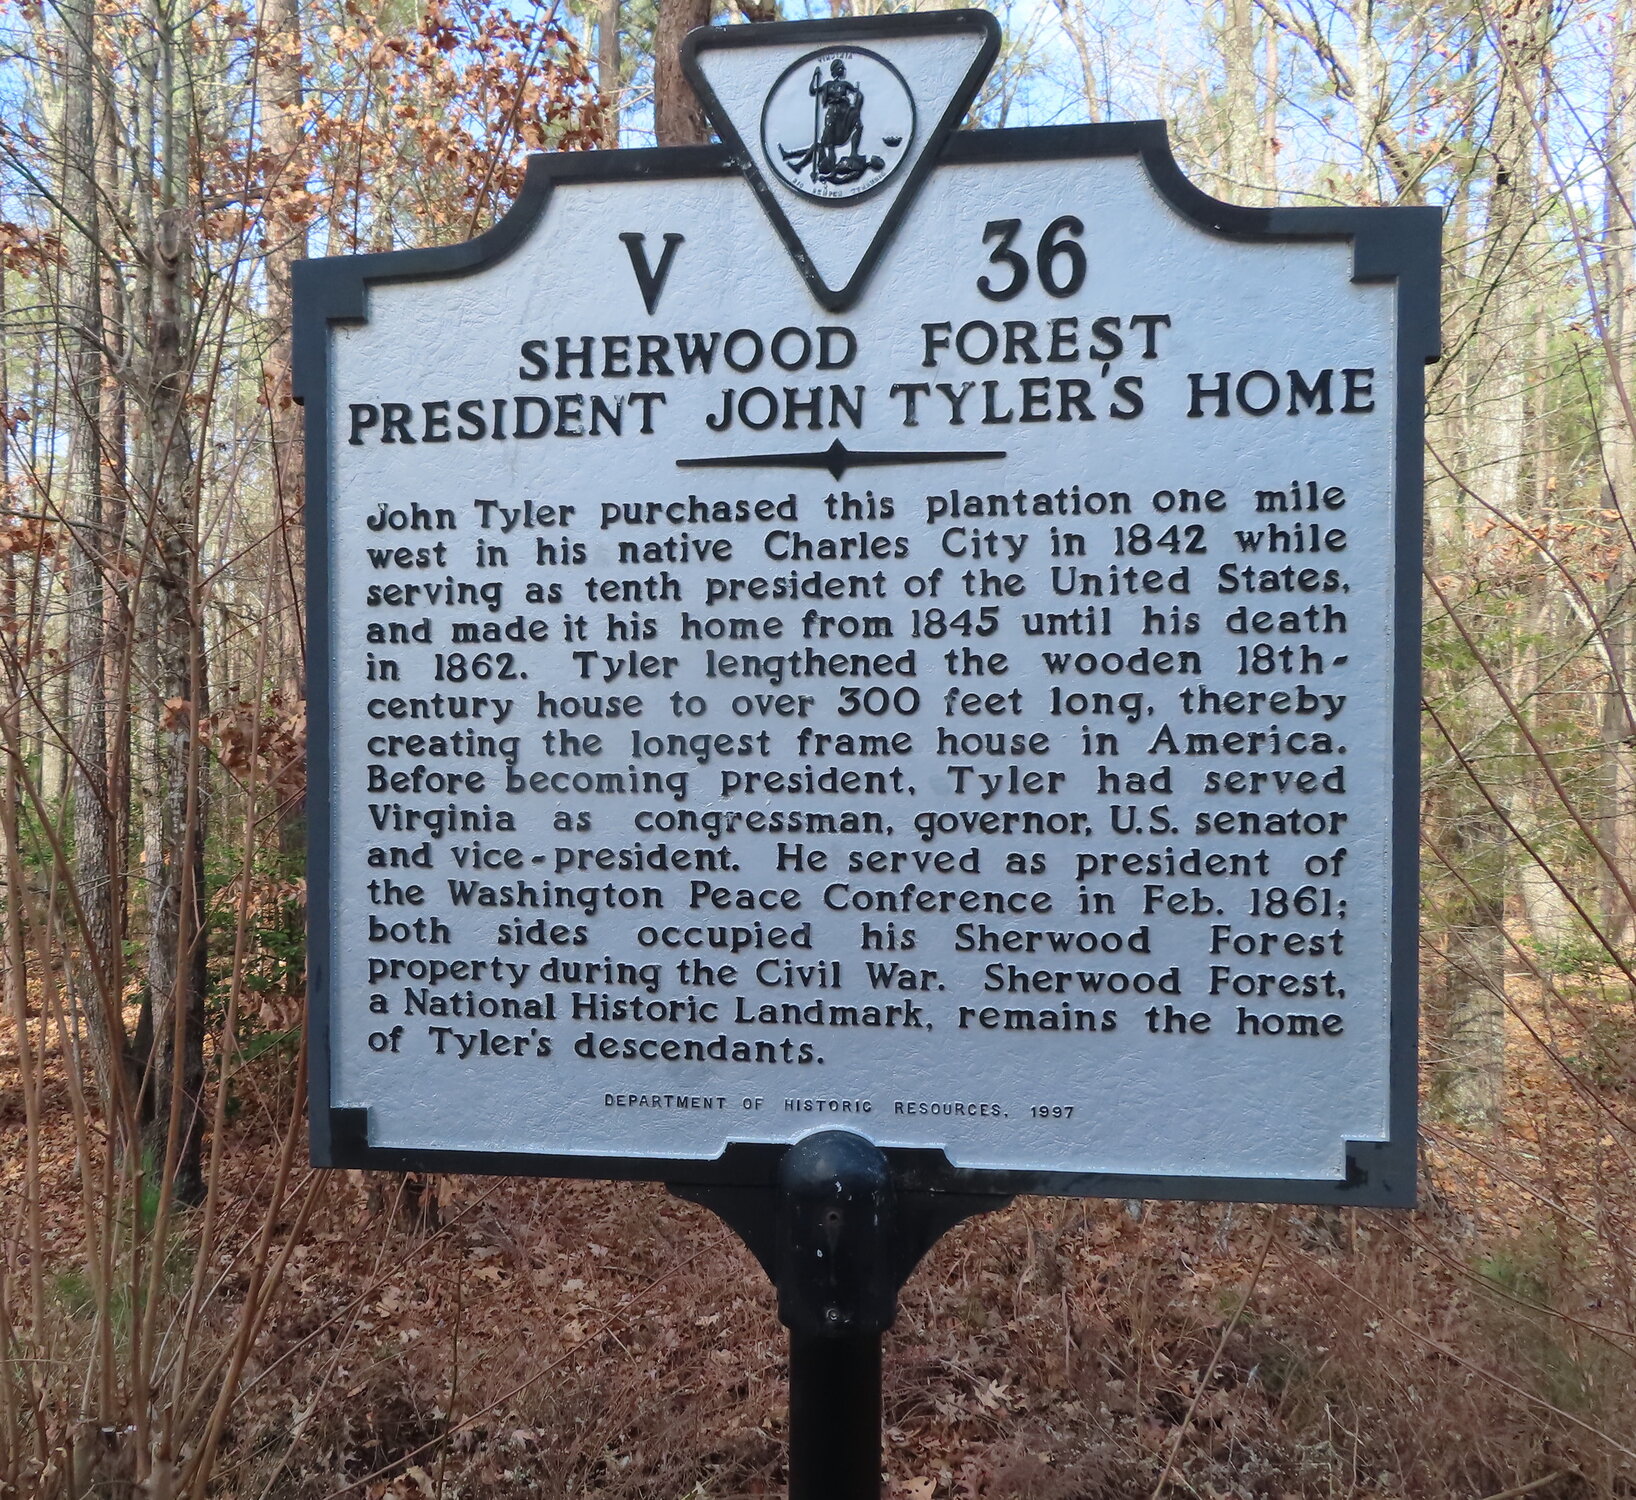 VIRGINIA
SIC SEMPER TYRANNIS
V 36
SHERWOOD FOREST
PRESIDENT JOHN TYLER'S HOME
John Tyler purchased this plantation one mile
west in his native Charles City in 1842 while
serving as tenth president of the United States,
and made it his home from 1845 until his death
in 1862. Tyler lengthened the wooden 18th-
century house to over 300 feet long, thereby
creating the longest frame house in America.
Before becoming president, Tyler had served
Virginia as congressman, governor, U.S. senator
and vice-president. He served as president of
the Washington Peace Conference in Feb. 1861;
both sides occupied his Sherwood Forest
property during the Civil War. Sherwood Forest,
a National Historic Landmark, remains the home
of Tyler's descendants.
DEPARTMENT OF HISTORIC RESOURCES, 1997